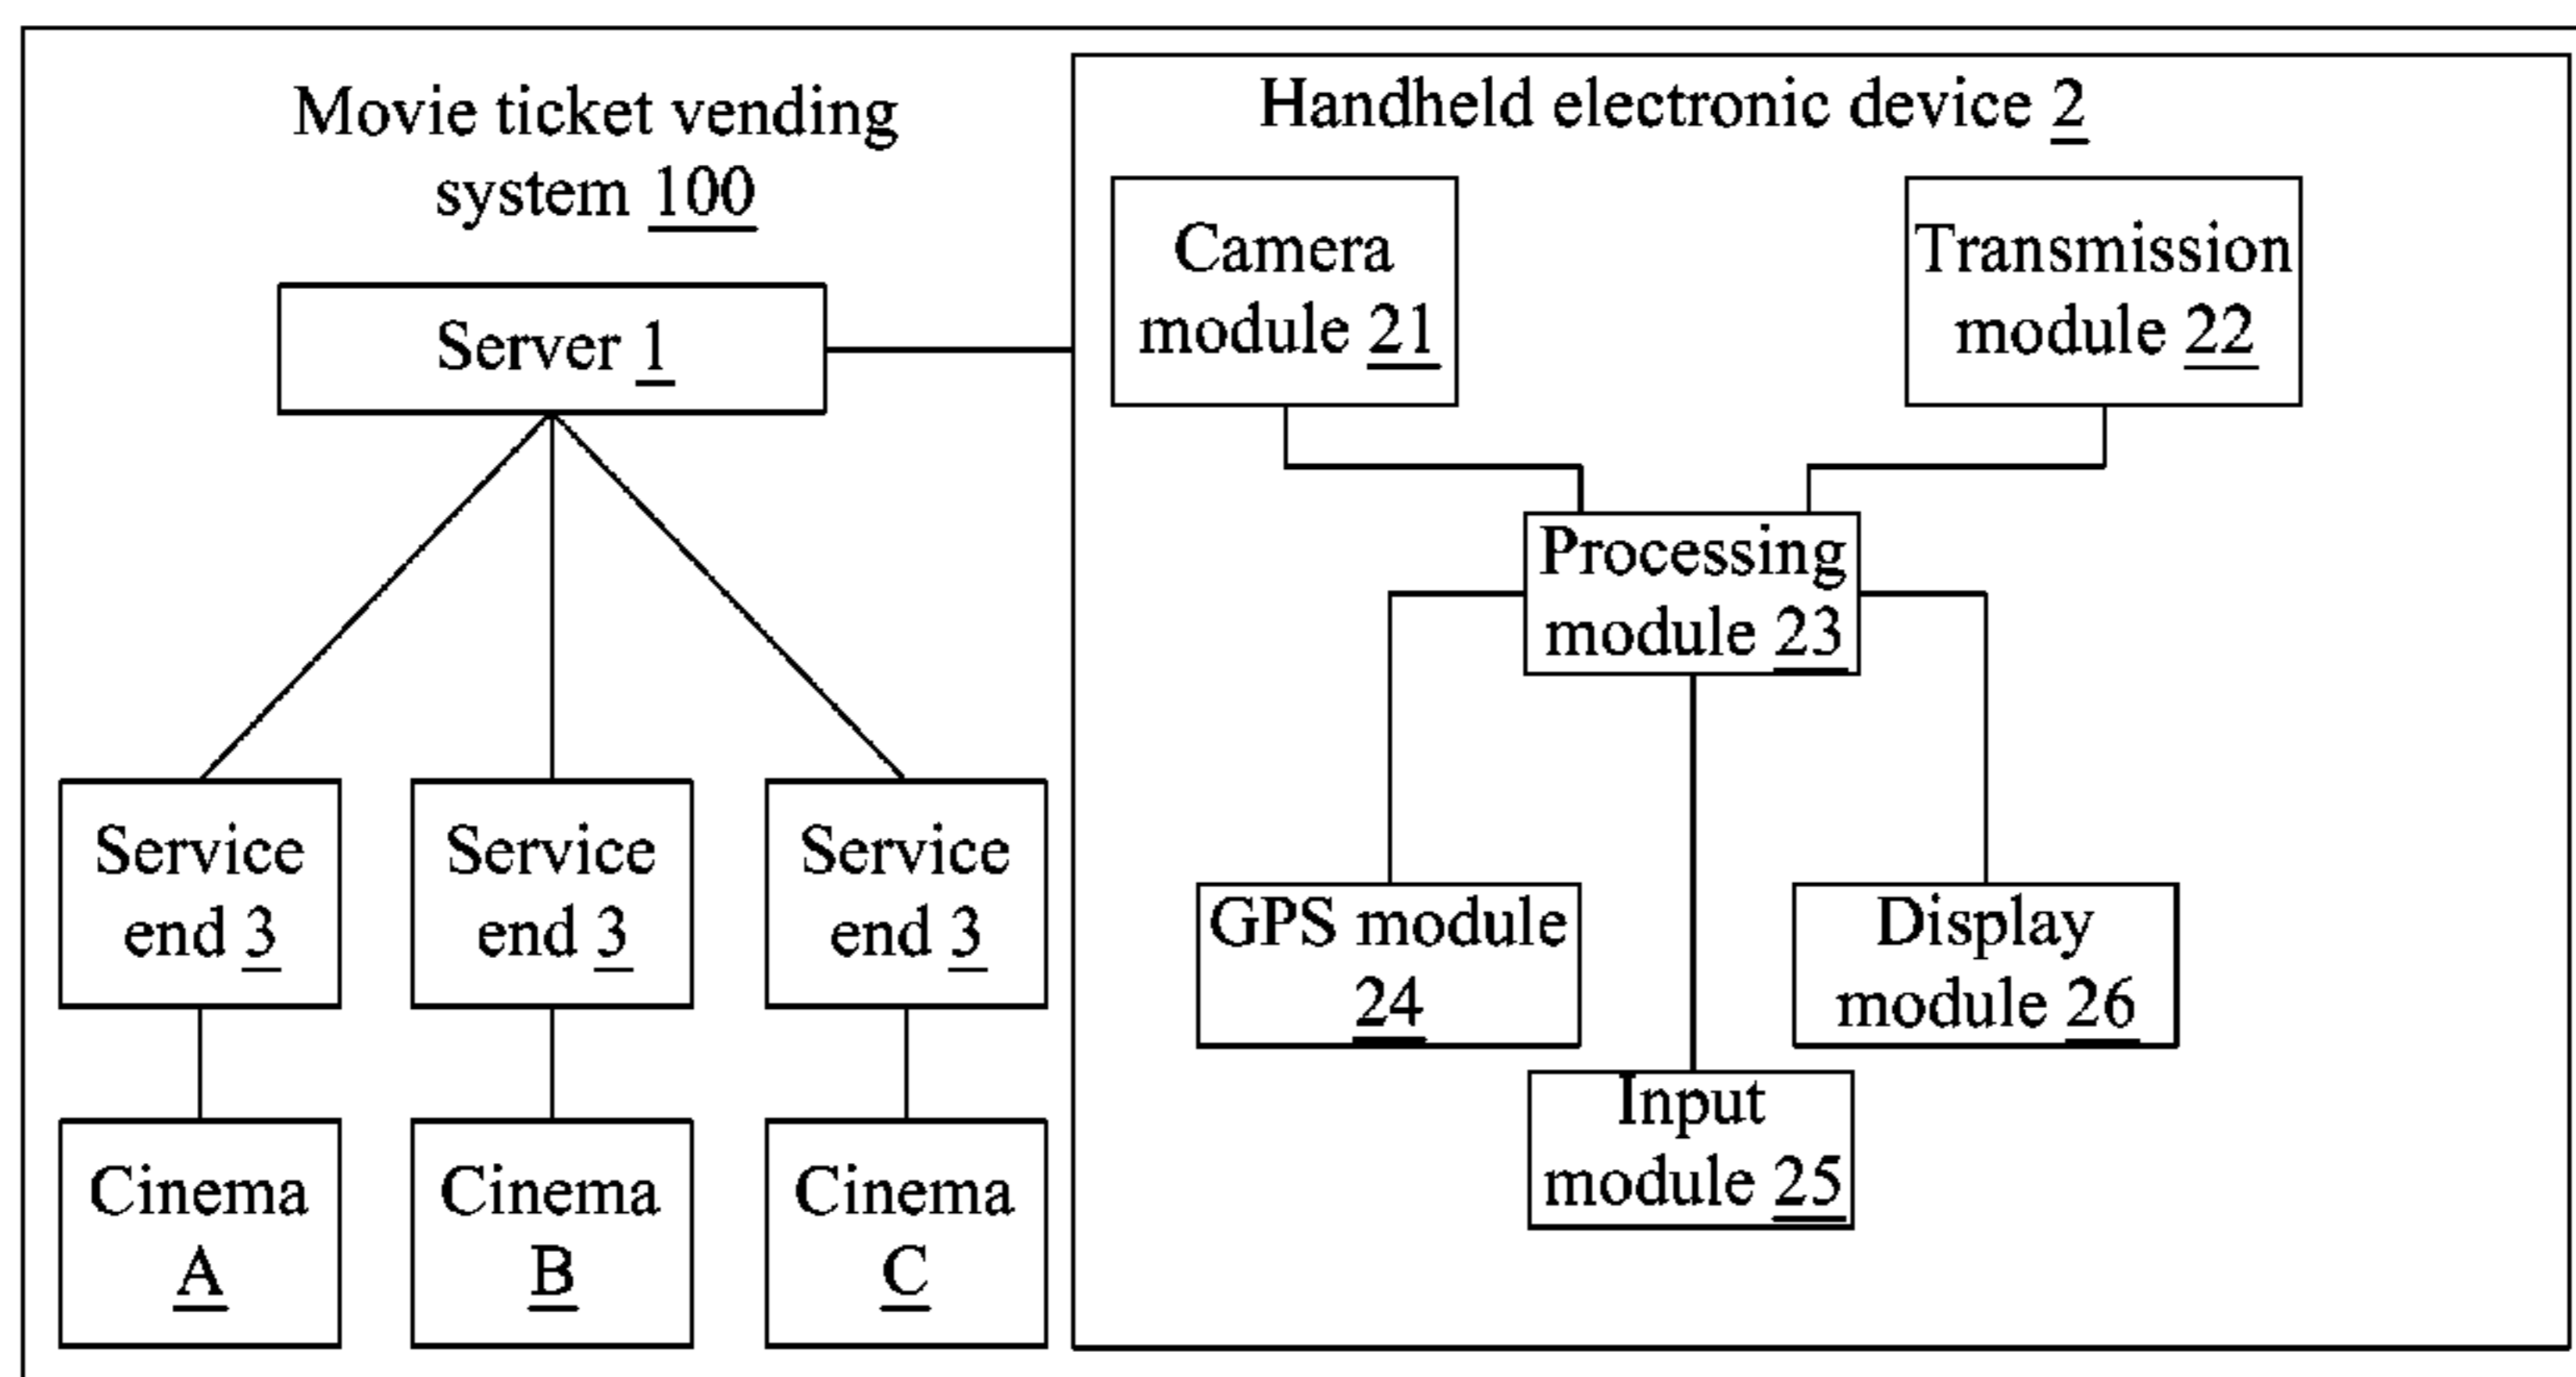 Movie ticket vending
system 100
Server 1
Service
end 3
Service
end 3
Service
end 3
Cinema
A
Cinema
B
Cinema
C
Handheld electronic device 2
Camera
module 21
Transmission
module 22
Processing
module 23
GPS module
24
Display
module 26
Input
module 25